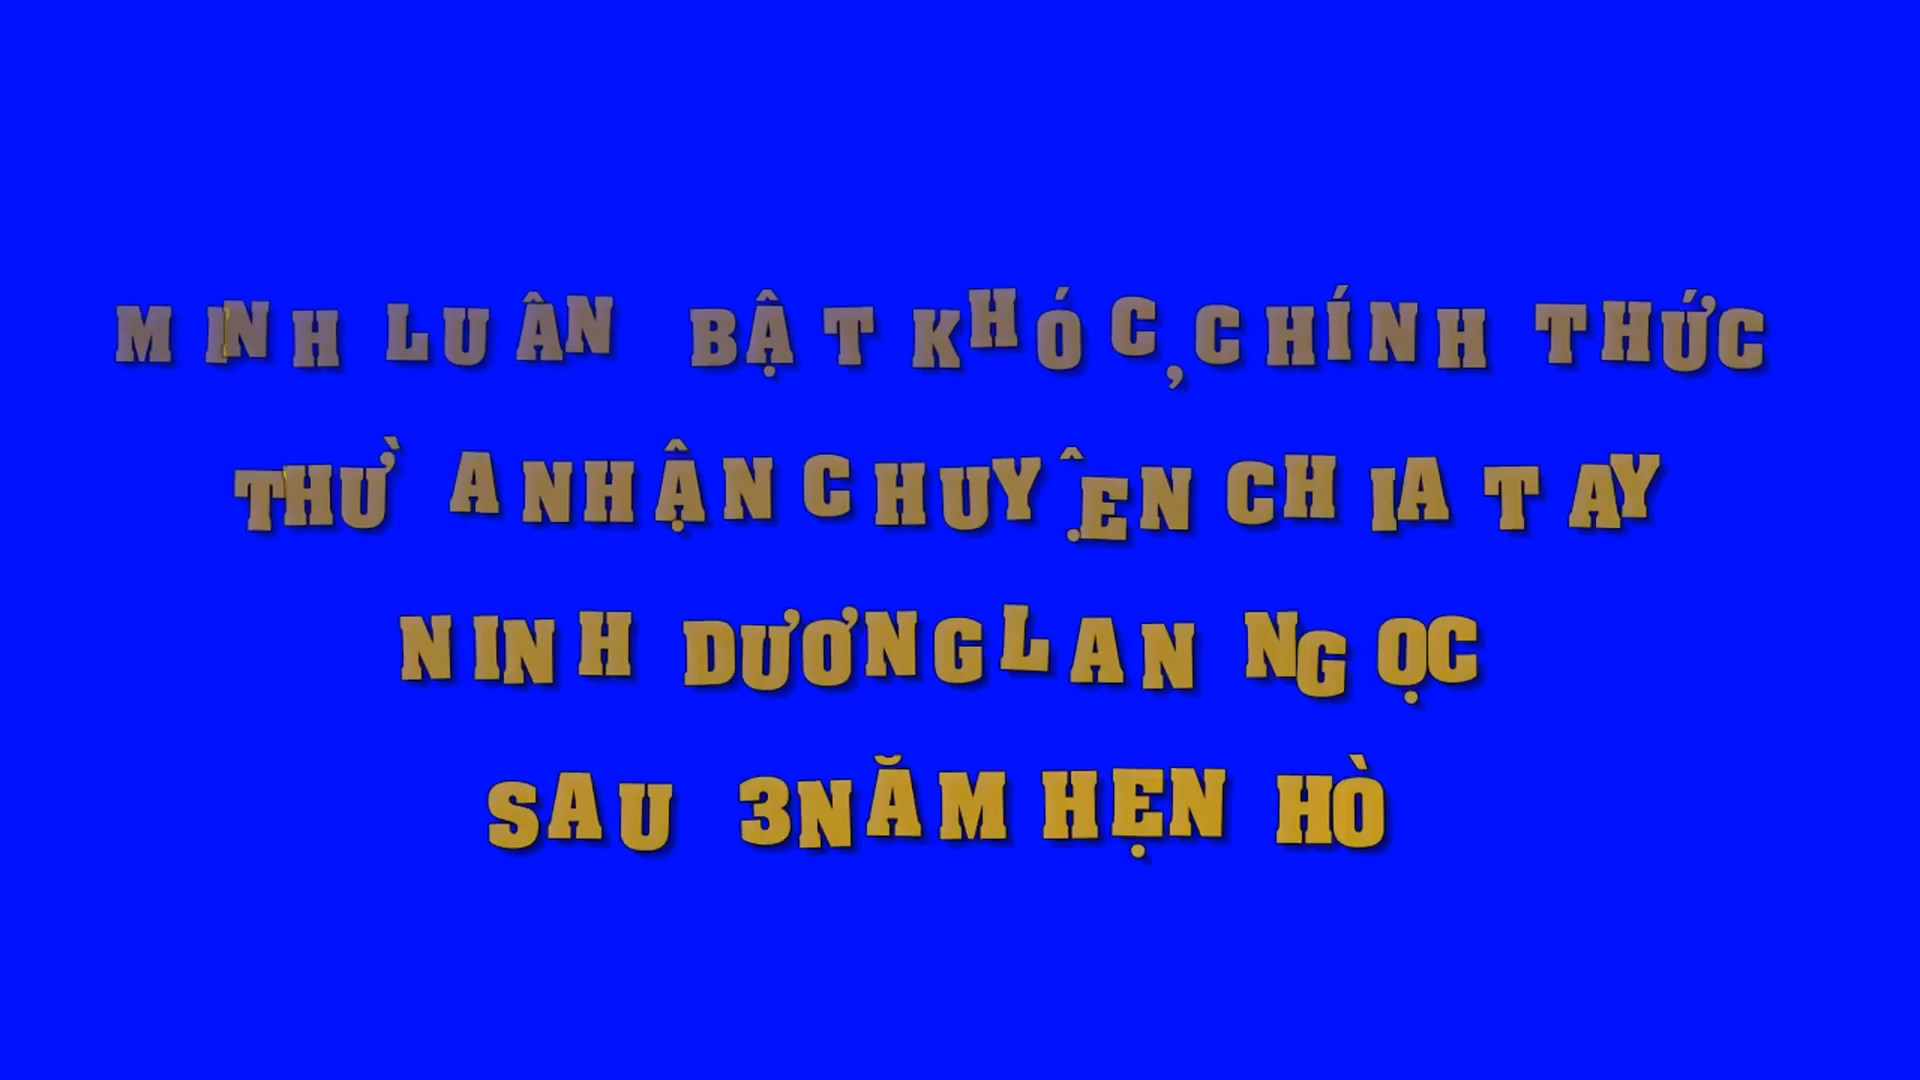 MINH LUÂN BẬT KHÓC,CHÍNH THỨC
THỪA NHẬN CHUYỆN CHIA TAY
NINH DƯƠNG LAN NGỌC
SAU 3 NĂM HẸN HÒ